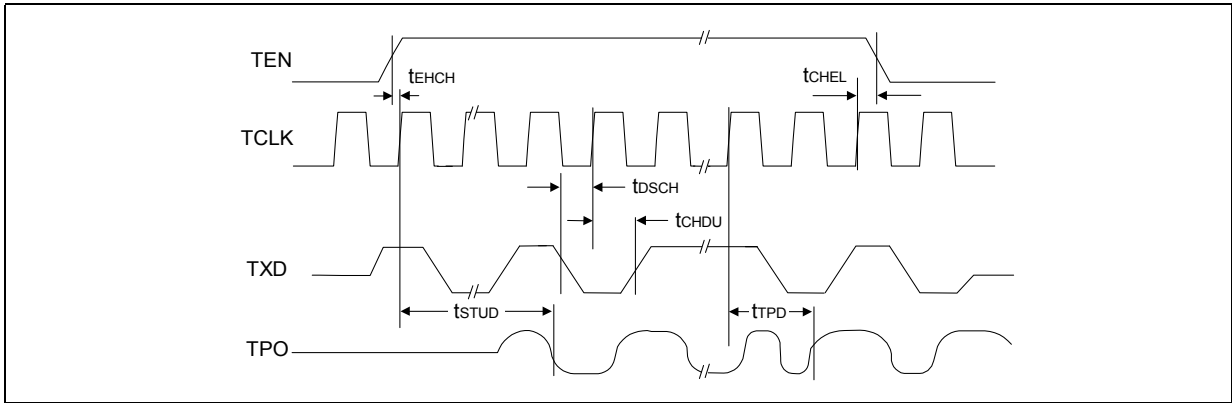 TEN
tEHCH
tCHEL
TCLK
tDSCH
tCHDU
TXD
tSTUD
tTPD
TPO